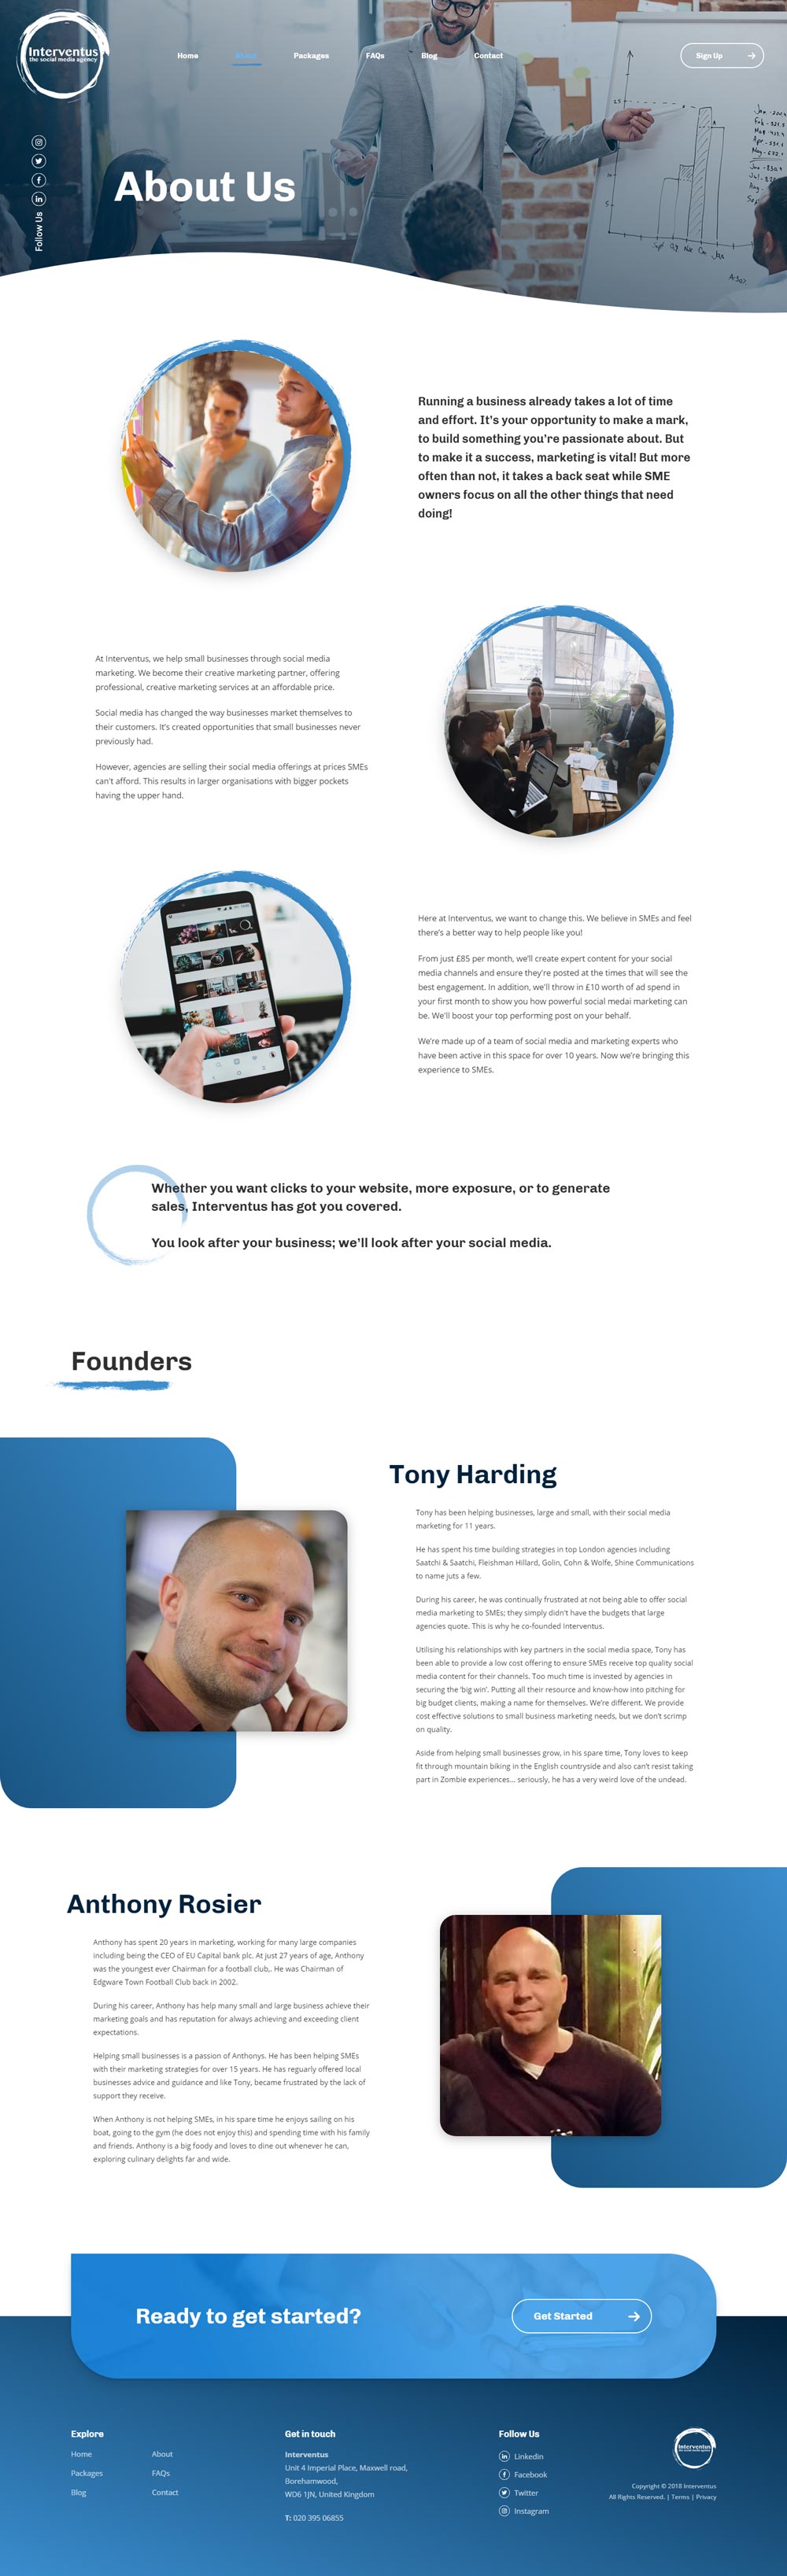 Interventus
the social media agency
Home
About
Packages
FAQs
Blog
Contact
Sign Up
About Us
Follow Us
Running a business already takes a lot of time
and effort. It’s your opportunity to make a mark,
to build something you’re passionate about. But
to make it a success, marketing is vital! But more
often than not, it takes a back seat while SME
owners focus on all the other things that need
doing!
At Interventus, we help small businesses through social media
marketing. We become their creative marketing partner, offering
professional, creative marketing services at an affordable price.
Social media has changed the way businesses market themselves to
their customers. It's created opportunities that small businesses never
previously had.
However, agencies are selling their social media offerings at prices SMEs
can't afford. This results in larger organisations with bigger pockets
having the upper hand.
Here at Interventus, we want to change this. We believe in SMEs and feel
there’s a better way to help people like you!
From just £85 per month, we’ll create expert content for your social
media channels and ensure they're posted at the times that will see the
best engagement. In addition, we'll throw in £10 worth of ad spend in
your first month to show you how powerful social medai marketing can
be. We'll boost your top performing post on your behalf.
We’re made up of a team of social media and marketing experts who
have been active in this space for over 10 years. Now we’re bringing this
experience to SMEs.
Whether you want clicks to your website, more exposure, or to generate
sales, Interventus has got you covered.
You look after your business; we’ll look after your social media.
Founders
Tony Harding
Tony has been helping businesses, large and small, with their social media
marketing for 11 years.
He has spent his time building strategies in top London agencies including
Saatchi & Saatchi, Fleishman Hillard, Golin, Cohn & Wolfe, Shine Communications
to name juts a few.
During his career, he was continually frustrated at not being able to offer social
media marketing to SMEs; they simply didn't have the budgets that large
agencies quote. This is why he co-founded Interventus.
Utilising his relationships with key partners in the social media space, Tony has
been able to provide a low cost offering to ensure SMEs receive top quality social
media content for their channels. Too much time is invested by agencies in
securing the ‘big win’. Putting all their resource and know-how into pitching for
big budget clients, making a name for themselves. We’re different. We provide
cost effective solutions to small business marketing needs, but we don’t scrimp
on quality.
Aside from helping small businesses grow, in his spare time, Tony loves to keep
fit through mountain biking in the English countryside and also can’t resist taking
part in Zombie experiences... seriously, he has a very weird love of the undead.
Anthony Rosier
Anthony has spent 20 years in marketing, working for many large companies
including being the CEO of EU Capital bank plc. At just 27 years of age, Anthony
was the youngest ever Chairman for a football club,. He was Chairman of
Edgware Town Football Club back in 2002.
During his career, Anthony has help many small and large business achieve their
marketing goals and has reputation for always achieving and exceeding client
expectations.
Helping small businesses is a passion of Anthonys. He has been helping SMEs
with their marketing strategies for over 15 years. He has reguarly offered local
businesses advice and guidance and like Tony, became frustrated by the lack of
support they receive.
When Anthony is not helping SMEs, in his spare time he enjoys sailing on his
boat, going to the gym (he does not enjoy this) and spending time with his family
and friends. Anthony is a big foody and loves to dine out whenever he can,
exploring culinary delights far and wide.
Ready to get started?
Get Started
Explore
Home
About
Packages
FAQs
Blog
Contact
Get in touch
Interventus
Unit 4 Imperial Place, Maxwell road,
Borehamwood,
WD6 1JN, United Kingdom
T: 020 395 06855
Follow Us
Linkedin
Facebook
Twitter
Instagram
Interventus
Copyright © 2018 Interventus
All Rights Reserved. | Terms | Privacy